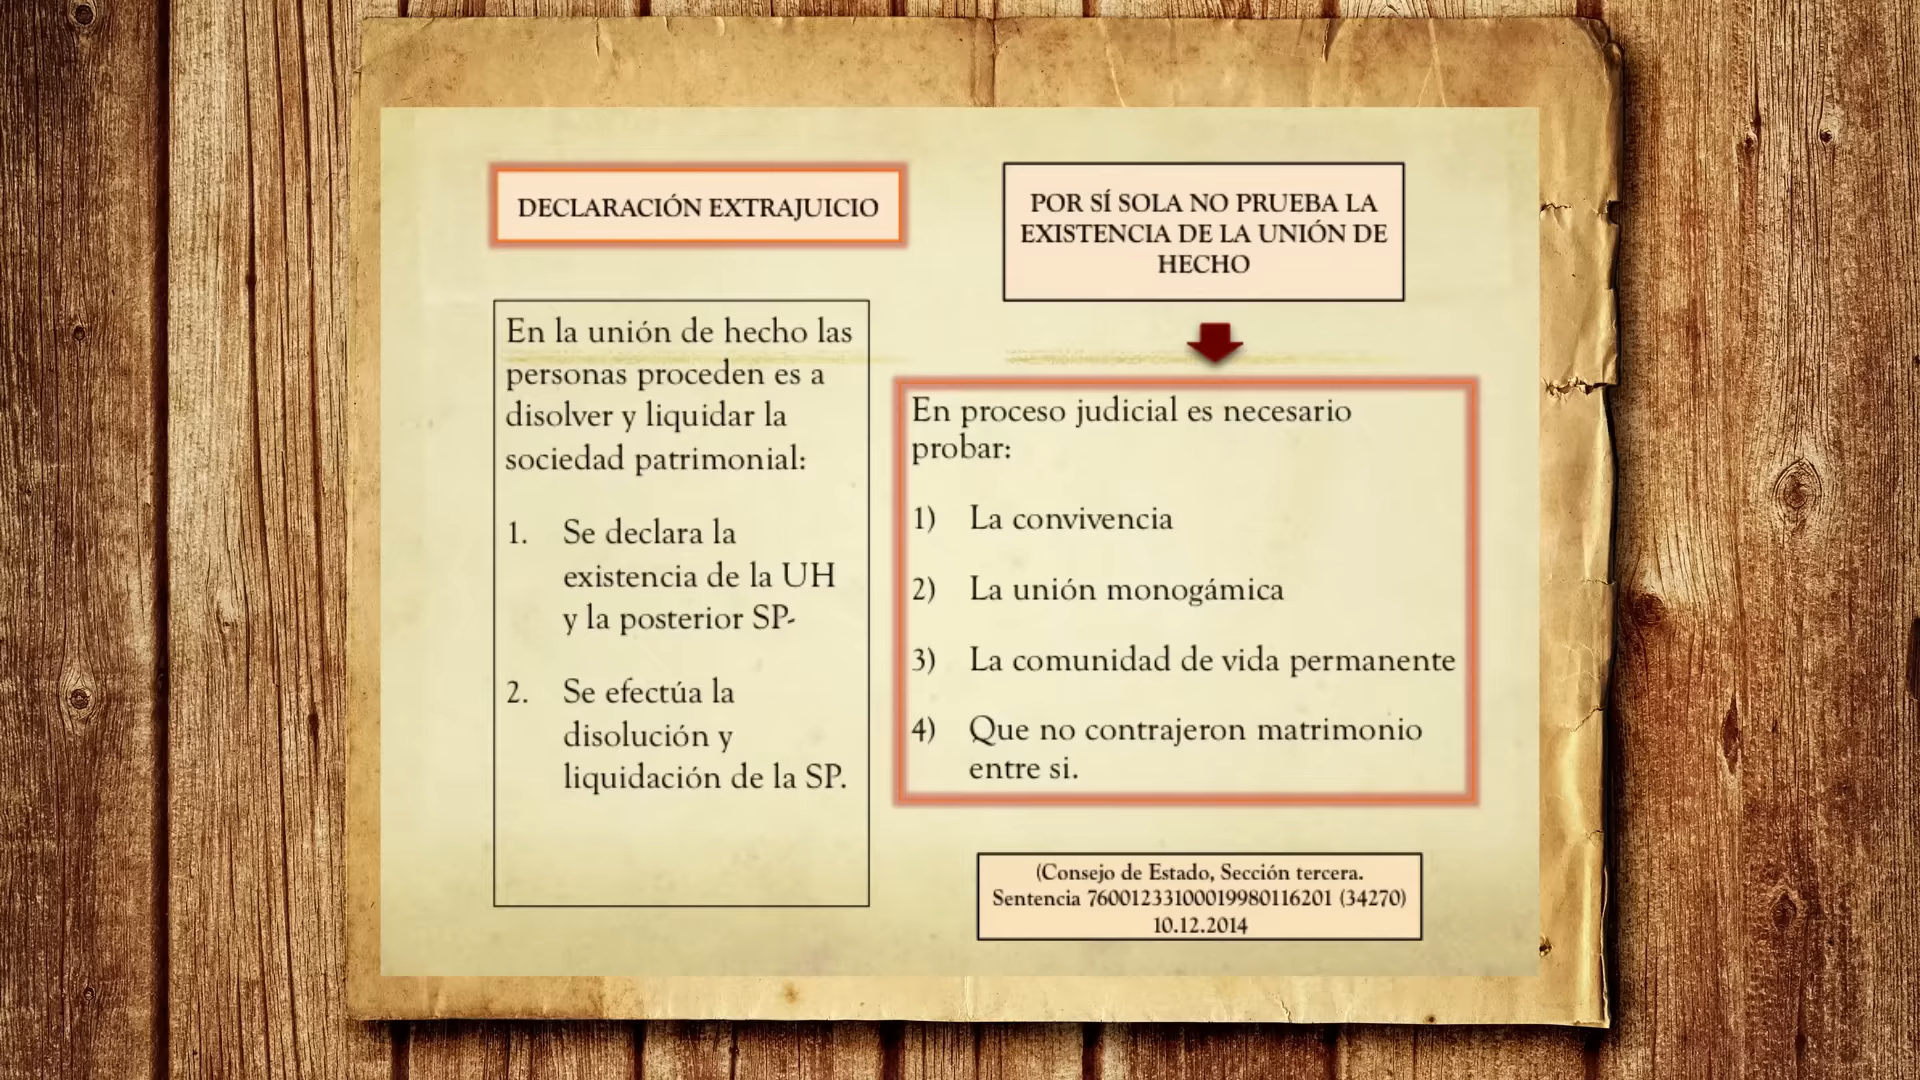 DECLARACIÓN EXTRAJUICIO
En la unión de hecho las
personas proceden es a
disolver y liquidar la
sociedad patrimonial:
1. Se declara la
existencia de la UH
y la posterior SP-
2. Se efectúa la
disolución y
liquidación de la SP.
POR SÍ SOLA NO PRUEBA LA
EXISTENCIA DE LA UNIÓN DE
HECHO
En proceso judicial es necesario
probar:
1) La convivencia
2) La unión monogámica
3) La comunidad de vida permanente
4) Que no contrajeron matrimonio
entre si.
(Consejo de Estado, Sección tercera.
Sentencia 76001233100019980116201 (34270)
10.12.2014